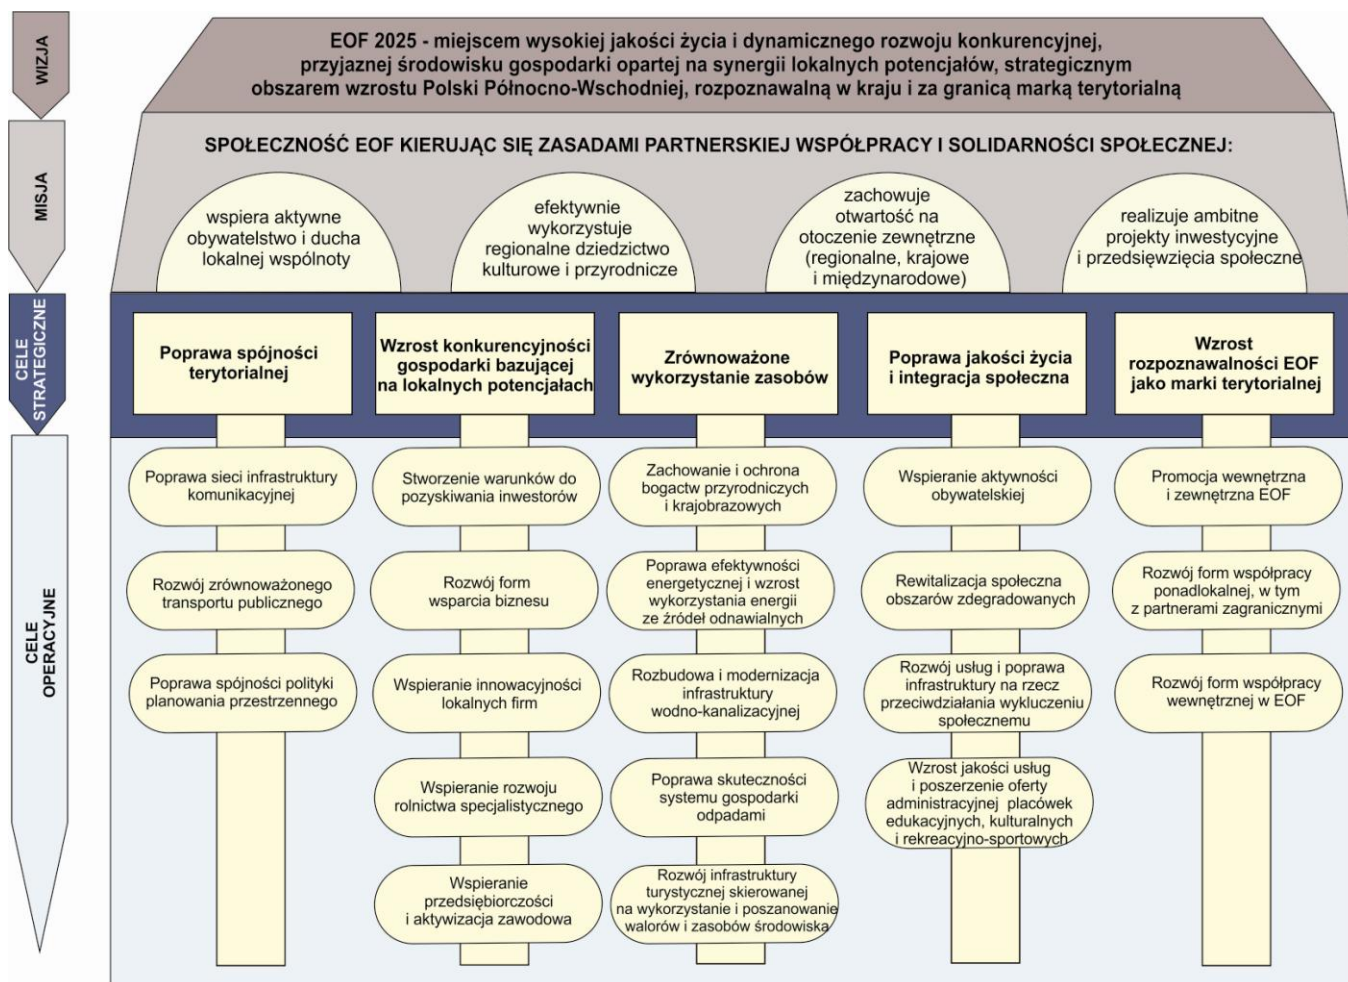 WIZJA
EOF 2025 - miejscem wysokiej jakości życia i dynamicznego rozwoju konkurencyjnej,
przyjaznej środowisku gospodarki opartej na synergii lokalnych potencjałów, strategicznym
obszarem wzrostu Polski Północno-Wschodniej, rozpoznawalną w kraju i za granicą marką terytorialną
MISJA
SPOŁECZNOŚĆ EOF KIERUJĄC SIĘ ZASADAMI PARTNERSKIEJ WSPÓŁPRACY I SOLIDARNOŚCI SPOŁECZNEJ:
wspiera aktywne
obywatelstwo i ducha
lokalnej wspólnoty
efektywnie
wykorzystuje
regionalne dziedzictwo
kulturowe i przyrodnicze
zachowuje
otwartość na
otoczenie zewnętrzne
(regionalne, krajowe
i międzynarodowe)
realizuje ambitne
projekty inwestycyjne
i przedsięwzięcia społeczne
CELE
STRATEGICZNE
Poprawa spójności
terytorialnej
Wzrost konkurencyjności
gospodarki bazującej
na lokalnych potencjałach
Zrównoważone
wykorzystanie zasobów
Poprawa jakości życia
i integracja społeczna
Wzrost
rozpoznawalności EOF
jako marki terytorialnej
CELE
OPERACYJNE
Poprawa sieci infrastruktury
komunikacyjnej
Rozwój zrównoważonego
transportu publicznego
Poprawa spójności polityki
planowania przestrzennego
Stworzenie warunków do
pozyskiwania inwestorów
Rozwój form
wsparcia biznesu
Wspieranie innowacyjności
lokalnych firm
Wspieranie rozwoju
rolnictwa specjalistycznego
Wspieranie
przedsiębiorczości
i aktywizacja zawodowa
Zachowanie i ochrona
bogactw przyrodniczych
i krajobrazowych
Poprawa efektywności
energetycznej i wzrost
wykorzystania energii
ze źródeł odnawialnych
Rozbudowa i modernizacja
infrastruktury
wodno-kanalizacyjnej
Poprawa skuteczności
systemu gospodarki
odpadami
Rozwój infrastruktury
turystycznej skierowanej
na wykorzystanie i poszanowanie
walorów i zasobów środowiska
Wspieranie aktywności
obywatelskiej
Rewitalizacja społeczna
obszarów zdegradowanych
Rozwój usług i poprawa
infrastruktury na rzecz
przeciwdziałania wykluczeniu
społecznemu
Wzrost jakości usług
i poszerzenie oferty
administracyjnej placówek
edukacyjnych, kulturalnych
i rekreacyjno-sportowych
Promocja wewnętrzna
i zewnętrzna EOF
Rozwój form współpracy
ponadlokalnej, w tym
z partnerami zagranicznymi
Rozwój form współpracy
wewnętrznej w EOF